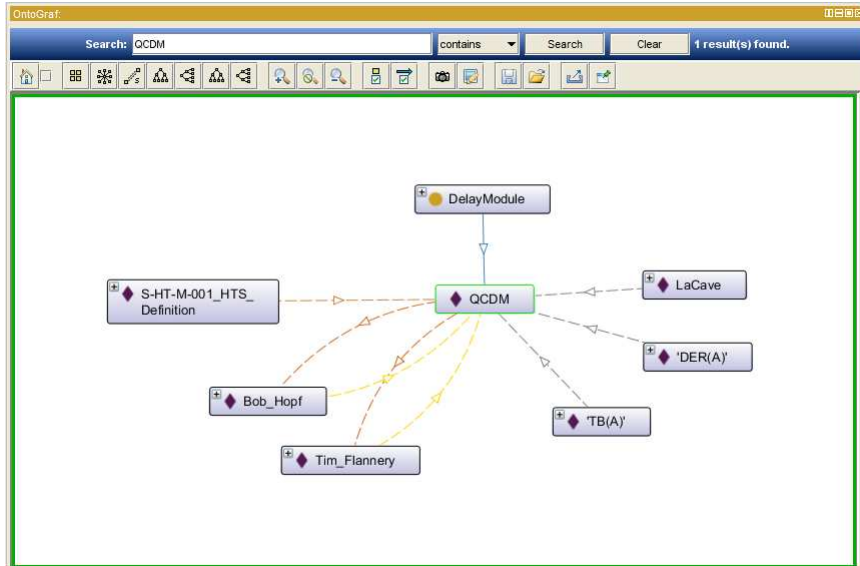 OntoGraf:
Search: QCDM contains Search Clear 1 result(s) found.
DelayModule
S-HT-M-001_HTS_
Definition
QCDM
LaCave
'DER(A)'
Bob_Hopf
'TB(A)'
Tim_Flannery